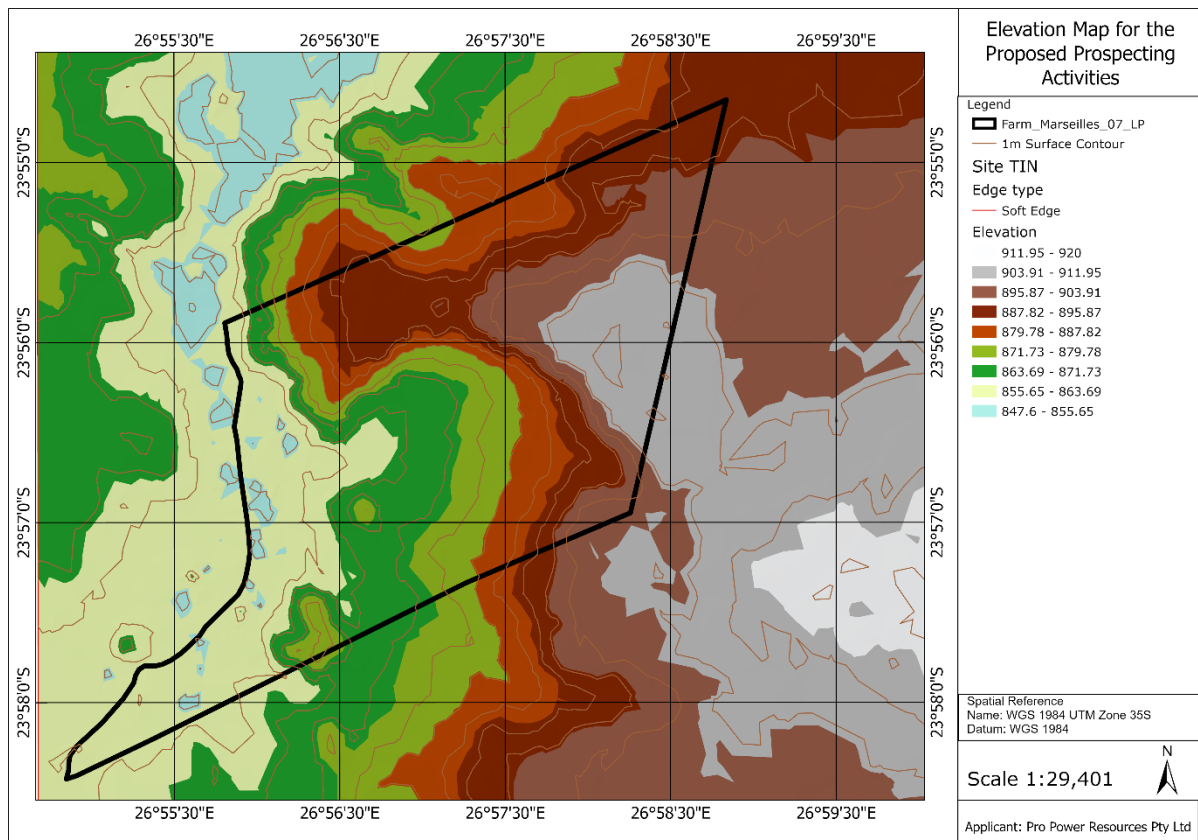 26°55'30"E 26°56'30"E 26°57'30"E 26°58'30"E 26°59'30"E
23°55'0"S
23°56'0"S
23°57'0"S
23°58'0"S
23°55'0"S
23°56'0"S
23°57'0"S
23°58'0"S
26°55'30"E 26°56'30"E 26°57'30"E 26°58'30"E 26°59'30"E
Elevation Map for the
Proposed Prospecting
Activities
Legend
Farm_Marseilles_07_LP
1m Surface Contour
Site TIN
Edge type
Soft Edge
Elevation
911.95 - 920
903.91 - 911.95
895.87 - 903.91
887.82 - 895.87
879.78 - 887.82
871.73 - 879.78
863.69 - 871.73
855.65 - 863.69
847.6 - 855.65
Spatial Reference
Name: WGS 1984 UTM Zone 35S
Datum: WGS 1984
N
Scale 1:29,401
Applicant: Pro Power Resources Pty Ltd